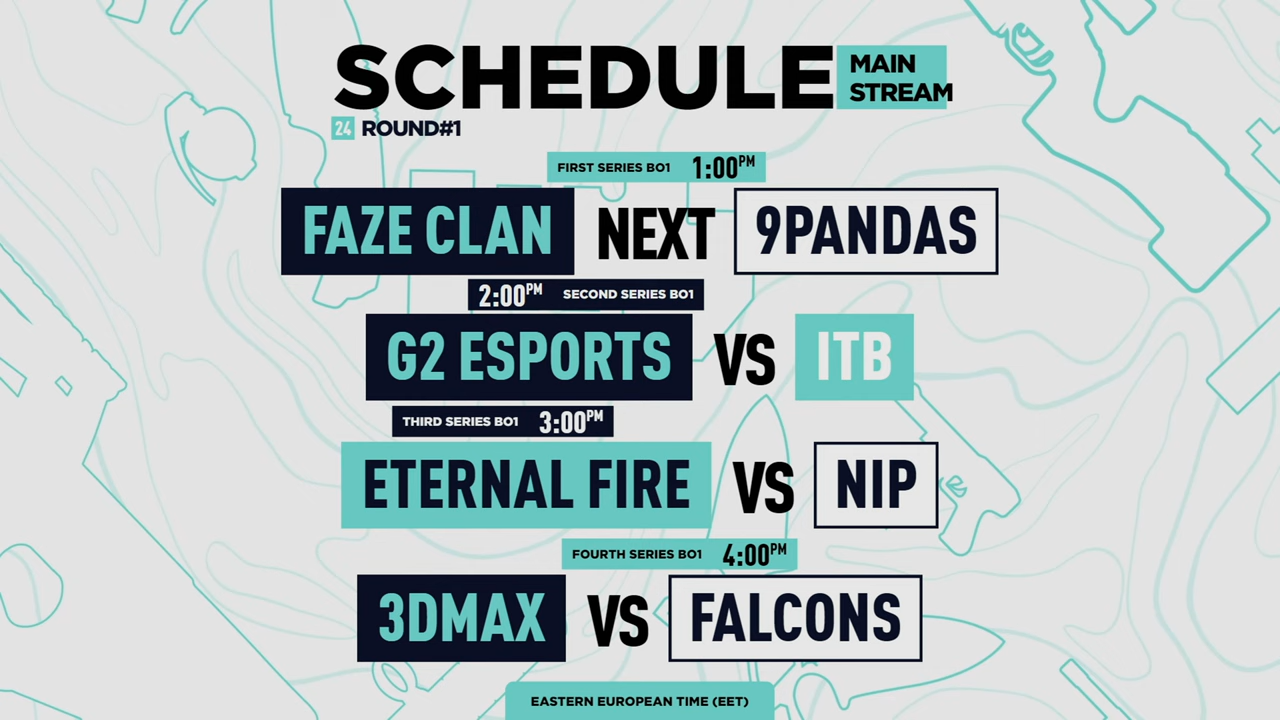 SCHEDULE MAIN STREAM
24 ROUND#1
FIRST SERIES BO1 1:00PM
FAZE CLAN NEXT 9PANDAS
2:00PM SECOND SERIES BO1
G2 ESPORTS VS ITB
THIRD SERIES BO1 3:00PM
ETERNAL FIRE VS NIP
FOURTH SERIES BO1 4:00PM
3DMAX VS FALCONS
EASTERN EUROPEAN TIME (EET)